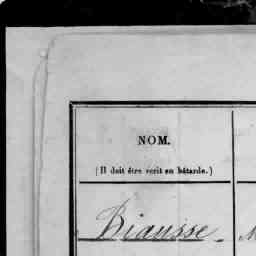 NOM.
(Il doit être écrit en bâtarde.)
Biausse.